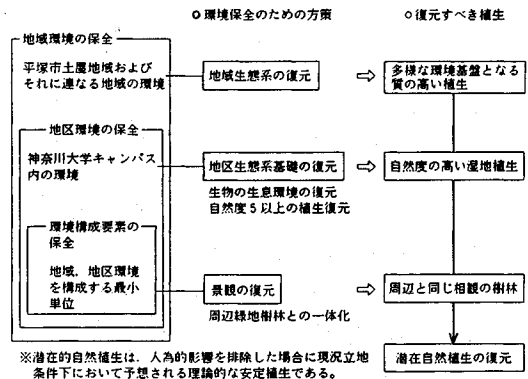 ○環境保全のための方策
○復元すべき植生
地域環境の保全
平塚市土屋地域および
それに連なる地域の環境
地域生態系の復元
多様な環境基盤となる
質の高い植生
地区環境の保全
神奈川大学キャンパス
内の環境
地区生態系基礎の復元
自然度の高い湿地植生
生物の生息環境の復元
自然度5以上の植生復元
環境構成要素の
保全
地域，地区環境
を構成する最小
単位
景観の復元
周辺と同じ相観の樹林
周辺緑地樹林との一体化
潜在自然植生の復元
※潜在的自然植生は，人為的影響を排除した場合に現況立地
条件下において予想される理論的な安定植生である。